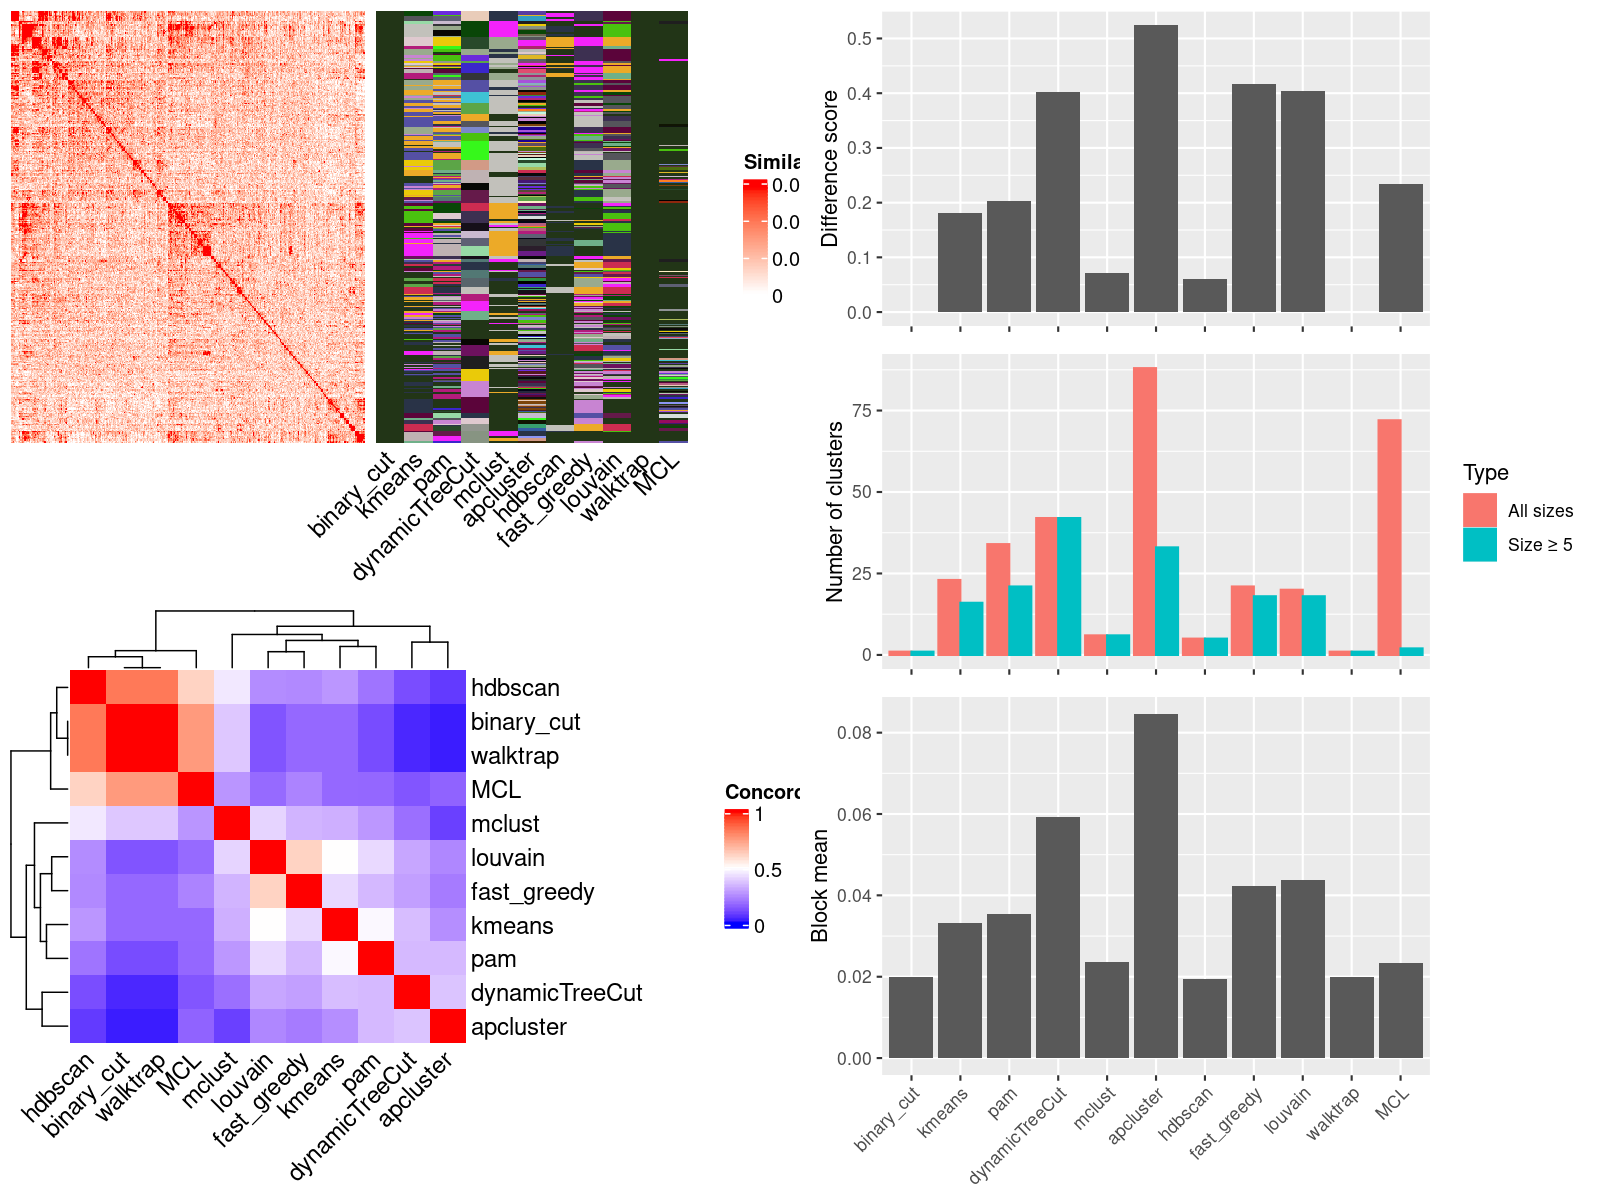 Simila
0.0
0.0
0.0
0
binary_cut
kmeans
pam
dynamicTreeCut
mclust
apcluster
hdbscan
fast_greedy
louvain
walktrap
MCL
hdbscan
binary_cut
walktrap
MCL
mclust
louvain
fast_greedy
kmeans
pam
dynamicTreeCut
apcluster
hdbscan
binary_cut
walktrap
MCL
mclust
louvain
fast_greedy
kmeans
pam
dynamicTreeCut
apcluster
Concord
1
0.5
0
Difference score
0.5
0.4
0.3
0.2
0.1
0.0
Number of clusters
75
50
25
0
Type
All sizes
Size ≥ 5
Block mean
0.08
0.06
0.04
0.02
0.00
binary_cut
kmeans
pam
dynamicTreeCut
mclust
apcluster
hdbscan
fast_greedy
louvain
walktrap
MCL